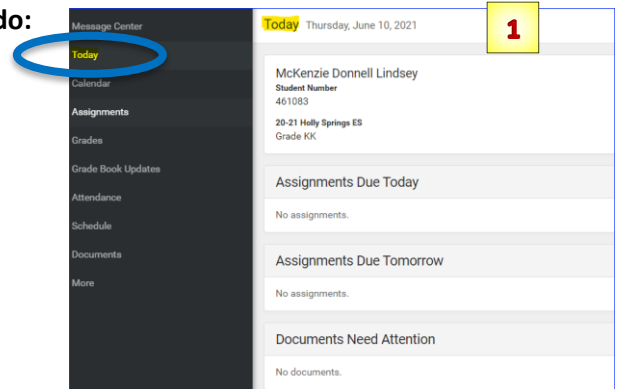 do:
Message Center
Today
Calendar
Assignments
Grades
Grade Book Updates
Attendance
Schedule
Documents
More
Today Thursday, June 10, 2021
1
McKenzie Donnell Lindsey
Student Number
461083
20-21 Holly Springs ES
Grade KK
Assignments Due Today
No assignments.
Assignments Due Tomorrow
No assignments.
Documents Need Attention
No documents.